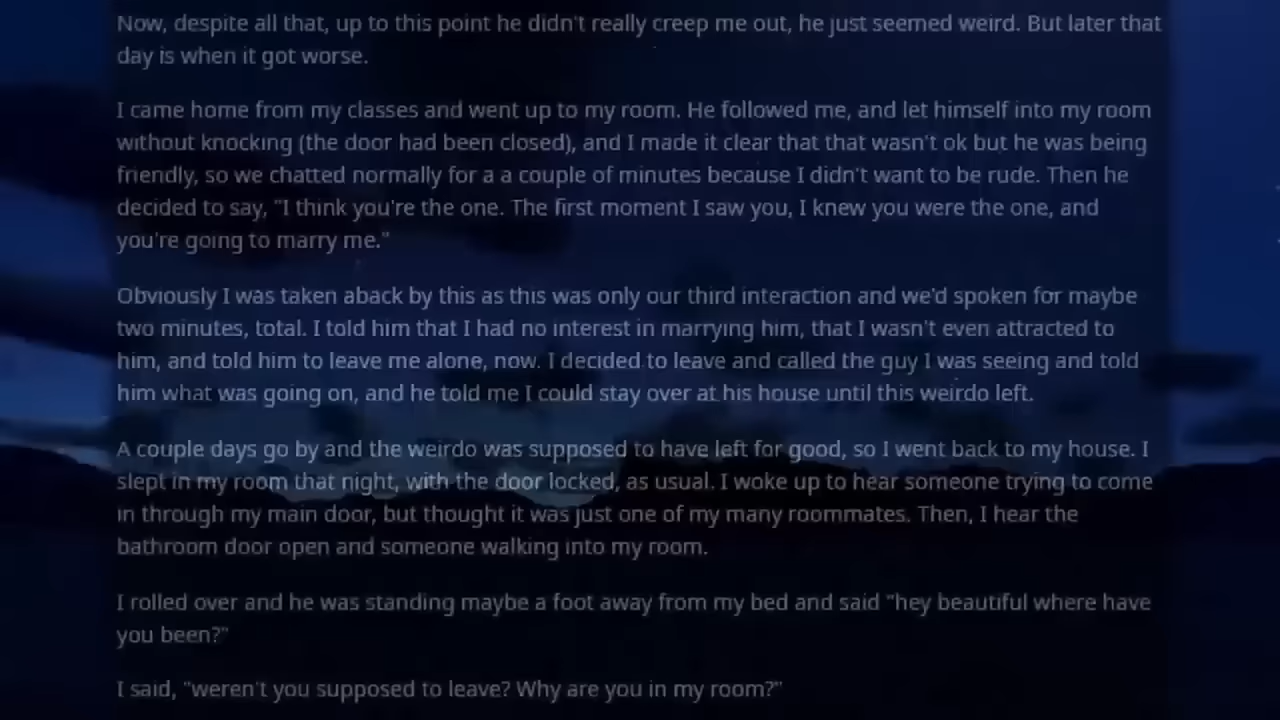 Now, despite all that, up to this point he didn't really creep me out, he just seemed weird. But later that
day is when it got worse.
I came home from my classes and went up to my room. He followed me, and let himself into my room
without knocking (the door had been closed), and I made it clear that that wasn't ok but he was being
friendly, so we chatted normally for a a couple of minutes because I didn't want to be rude. Then he
decided to say, "I think you're the one. The first moment I saw you, I knew you were the one, and
you're going to marry me."
Obviously I was taken aback by this as this was only our third interaction and we'd spoken for maybe
two minutes, total. I told him that I had no interest in marrying him, that I wasn't even attracted to
him, and told him to leave me alone, now. I decided to leave and called the guy I was seeing and told
him what was going on, and he told me I could stay over at his house until this weirdo left.
A couple days go by and the weirdo was supposed to have left for good, so I went back to my house. I
slept in my room that night, with the door locked, as usual. I woke up to hear someone trying to come
in through my main door, but thought it was just one of my many roommates. Then, I hear the
bathroom door open and someone walking into my room.
I rolled over and he was standing maybe a foot away from my bed and said "hey beautiful where have
you been?"
I said, "weren't you supposed to leave? Why are you in my room?"